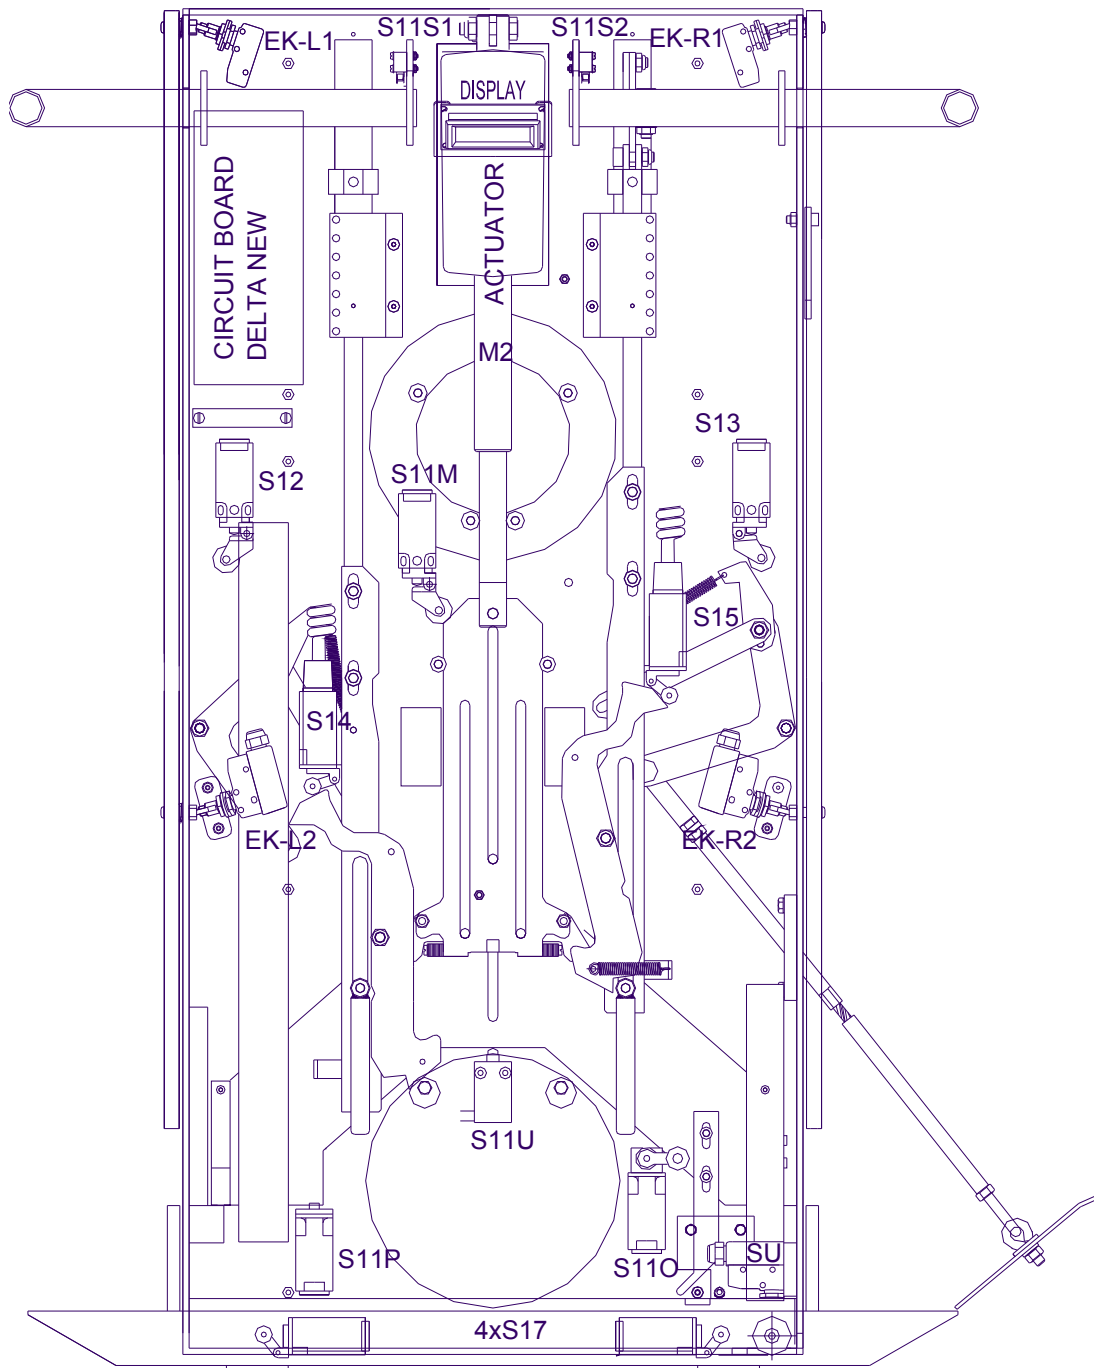 S11S1
S11S2
EK-L1
EK-R1
DISPLAY
CIRCUIT BOARD
DELTA NEW
ACTUATOR
M2
S13
S12
S11M
S15
S14
EK-L2
EK-R2
S11U
S11P
S11O
SU
4xS17